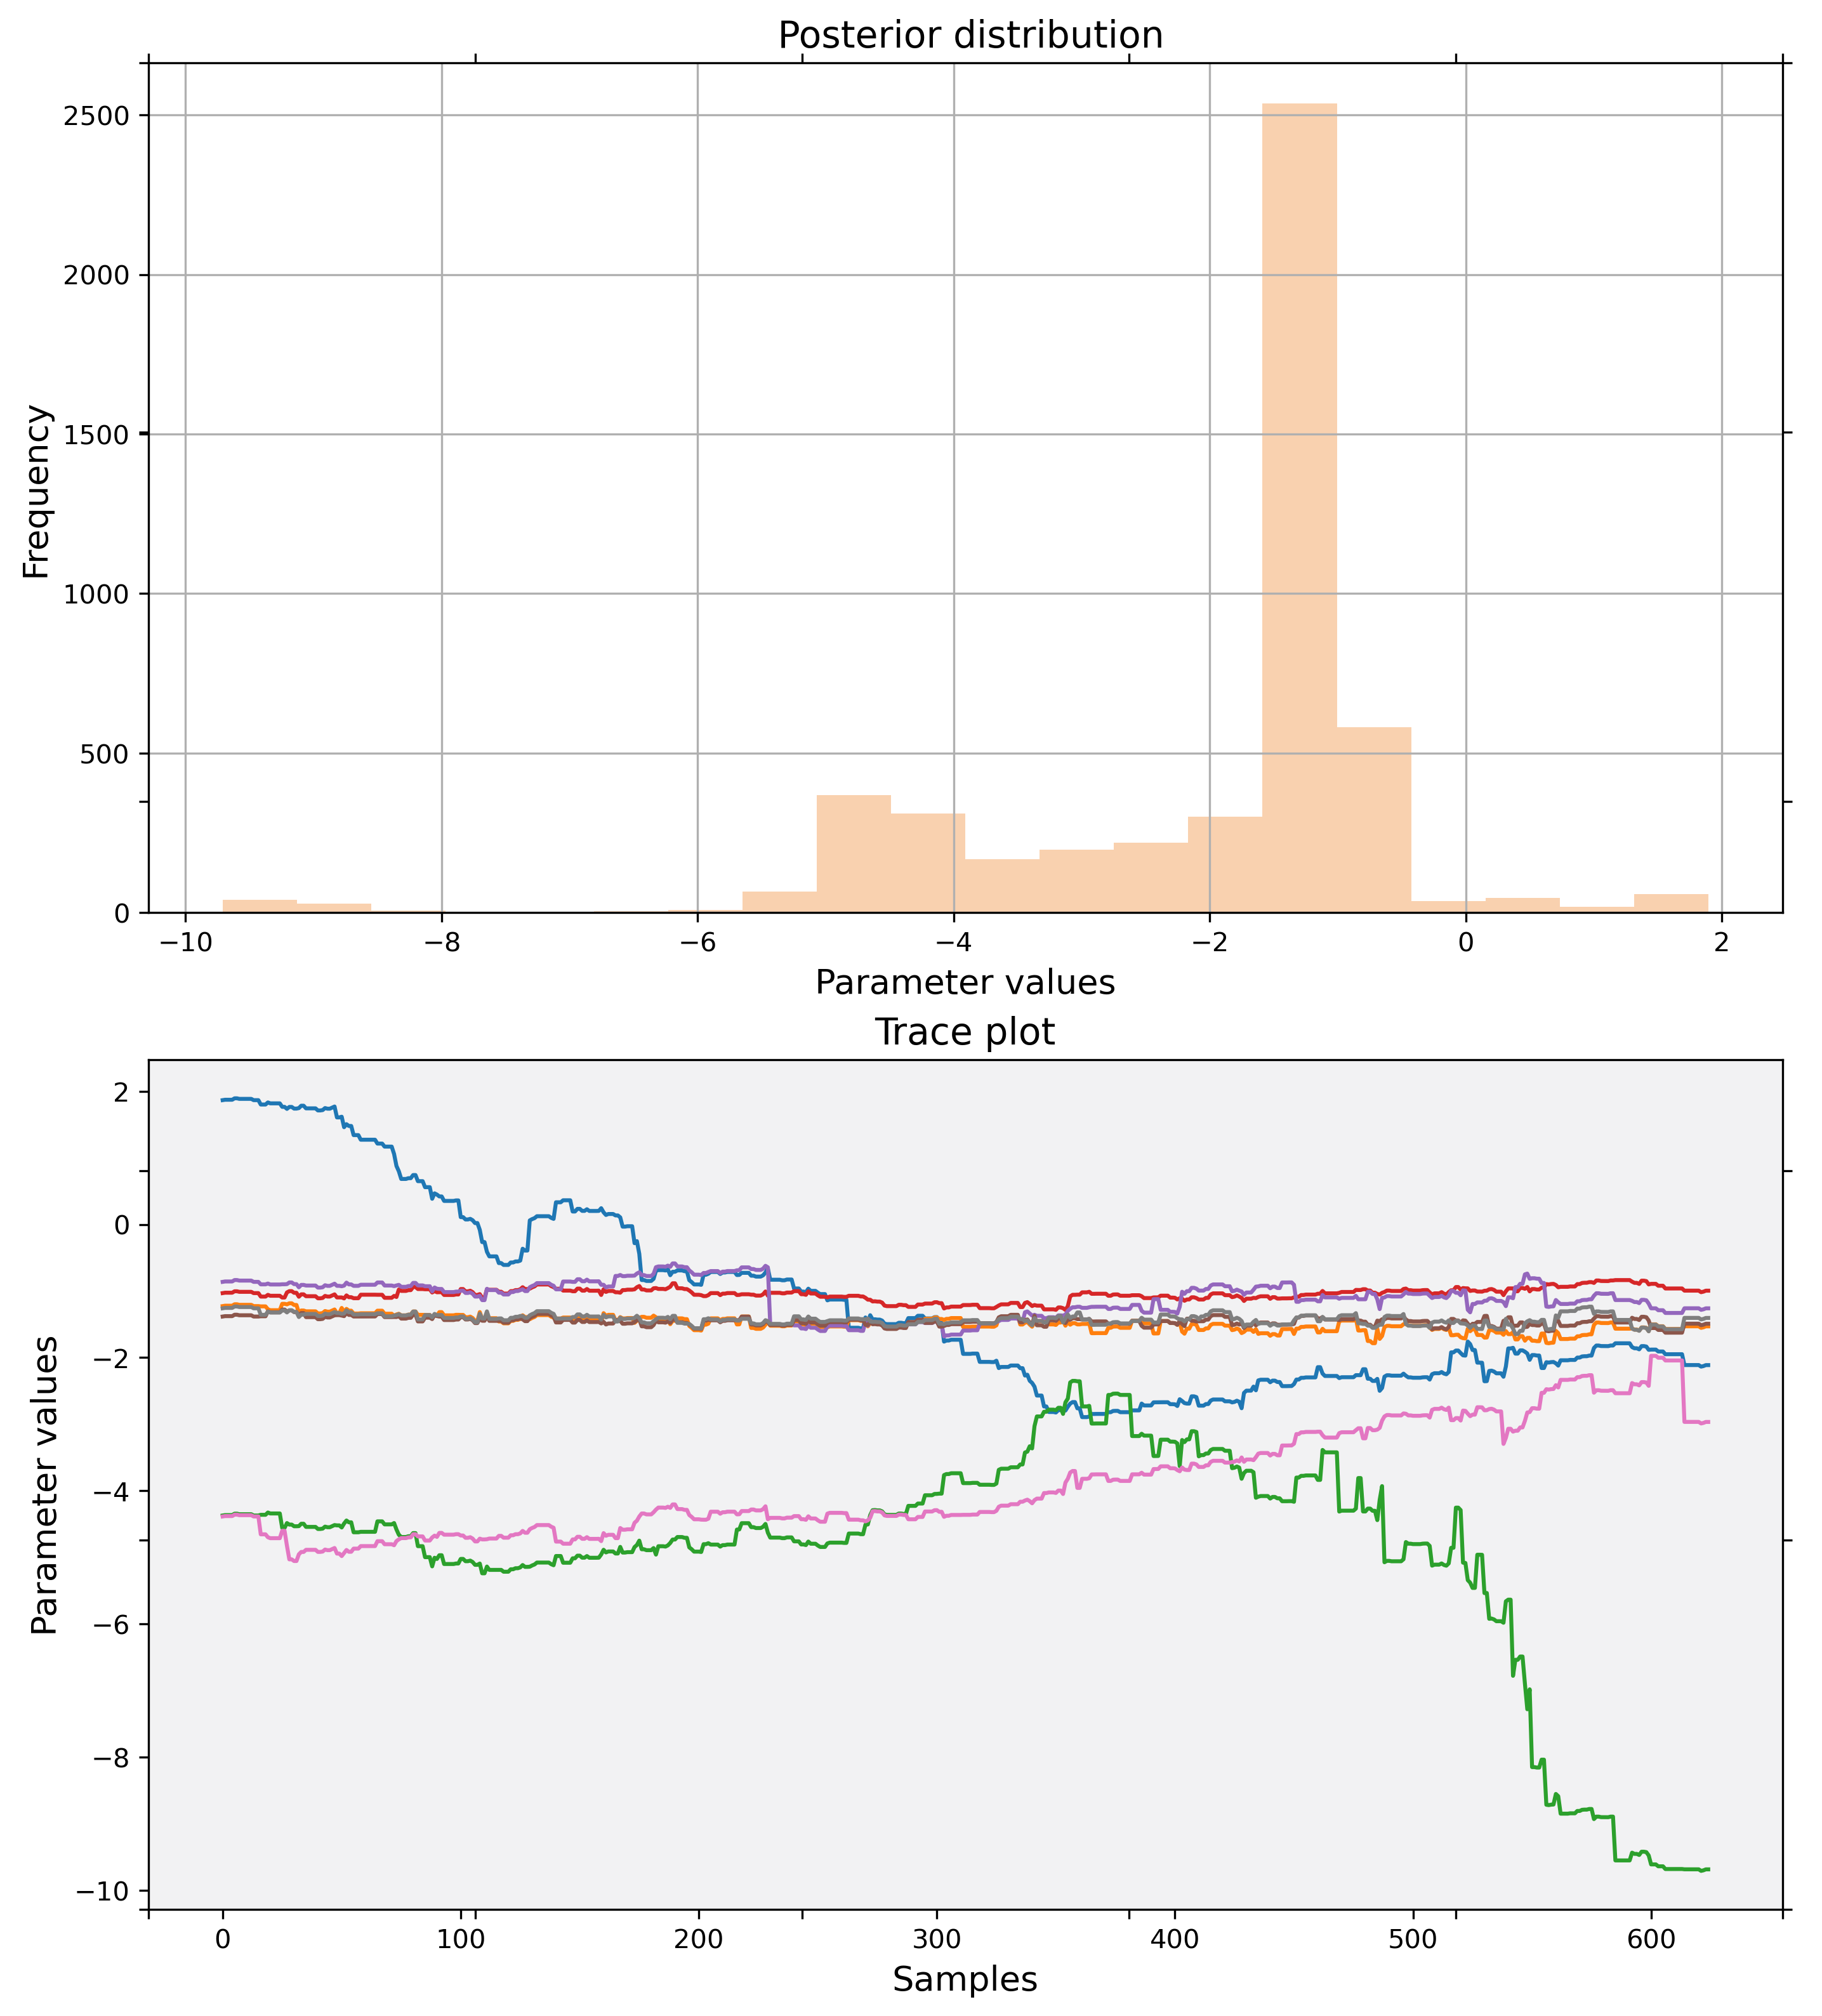 Posterior distribution
2500
2000
1500
1000
500
0
Frequency
−10 −8 −6 −4 −2 0 2
Parameter values
Trace plot
2
0
−2
−4
−6
−8
−10
Parameter values
0 100 200 300 400 500 600
Samples